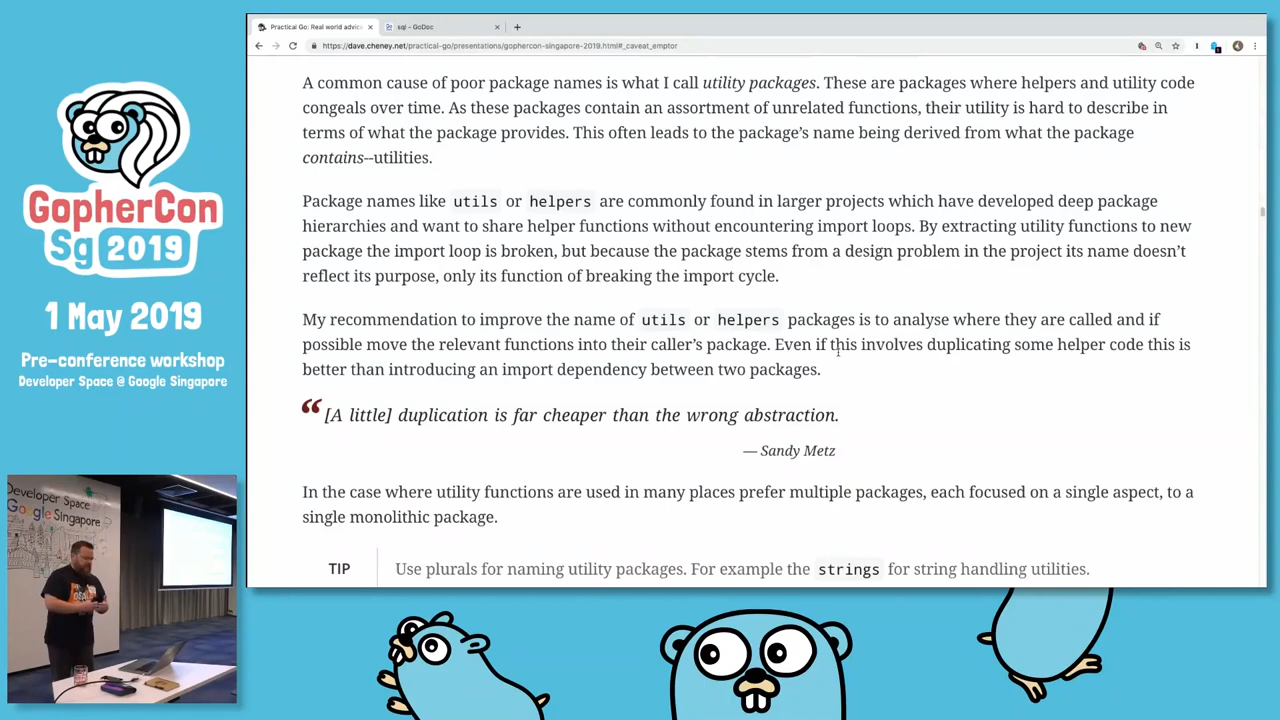 Practical Go: Real world advic
sql - GoDoc
https://dave.cheney.net/practical-go/presentations/gophercon-singapore-2019.html#_caveat_emptor
A common cause of poor package names is what I call utility packages. These are packages where helpers and utility code
congeals over time. As these packages contain an assortment of unrelated functions, their utility is hard to describe in
terms of what the package provides. This often leads to the package’s name being derived from what the package
contains--utilities.
Package names like utils or helpers are commonly found in larger projects which have developed deep package
hierarchies and want to share helper functions without encountering import loops. By extracting utility functions to new
package the import loop is broken, but because the package stems from a design problem in the project its name doesn’t
reflect its purpose, only its function of breaking the import cycle.
My recommendation to improve the name of utils or helpers packages is to analyse where they are called and if
possible move the relevant functions into their caller’s package. Even if this involves duplicating some helper code this is
better than introducing an import dependency between two packages.
“ [A little] duplication is far cheaper than the wrong abstraction.
— Sandy Metz
In the case where utility functions are used in many places prefer multiple packages, each focused on a single aspect, to a
single monolithic package.
TIP
Use plurals for naming utility packages. For example the strings for string handling utilities.
GopherCon
Sg 2019
1 May 2019
Pre-conference workshop
Developer Space @ Google Singapore
Developer Space
Google Singapore